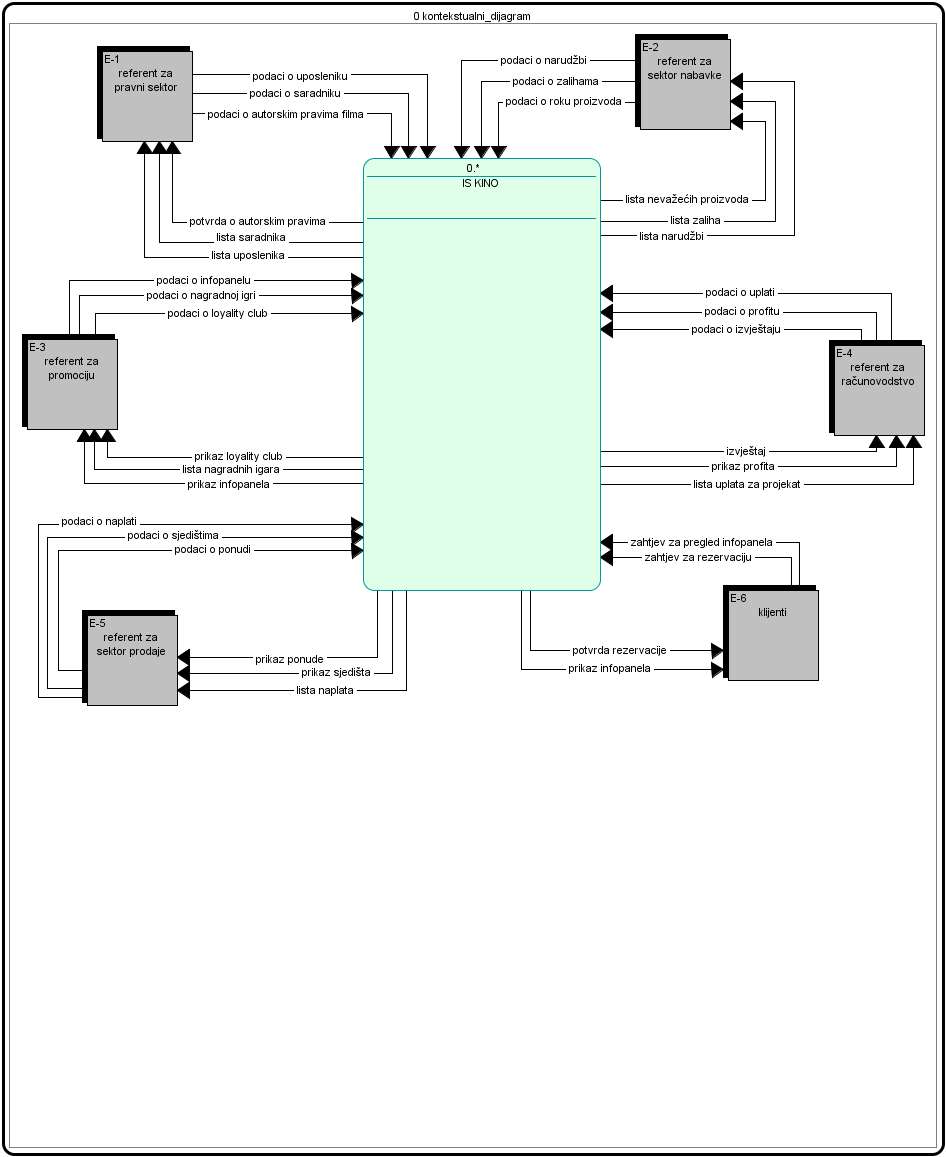 0 kontekstualni_dijagram
E-1
referent za
pravni sektor
podaci o uposleniku
podaci o saradniku
podaci o autorskim pravima filma
podaci o narudžbi
podaci o zalihama
podaci o roku proizvoda
E-2
referent za
sektor nabavke
0.*
IS KINO
potvrda o autorskim pravima
lista saradnika
lista uposlenika
lista nevažećih proizvoda
lista zaliha
lista narudžbi
podaci o infopanelu
podaci o nagradnoj igri
podaci o loyality club
podaci o uplati
podaci o profitu
podaci o izvještaju
E-3
referent za
promociju
E-4
referent za
računovodstvo
prikaz loyality club
lista nagradnih igara
prikaz infopanela
izvještaj
prikaz profita
lista uplata za projekat
podaci o naplati
podaci o sjedištima
podaci o ponudi
zahtjev za pregled infopanela
zahtjev za rezervaciju
E-5
referent za
sektor prodaje
E-6
klijenti
prikaz ponude
prikaz sjedišta
lista naplata
potvrda rezervacije
prikaz infopanela